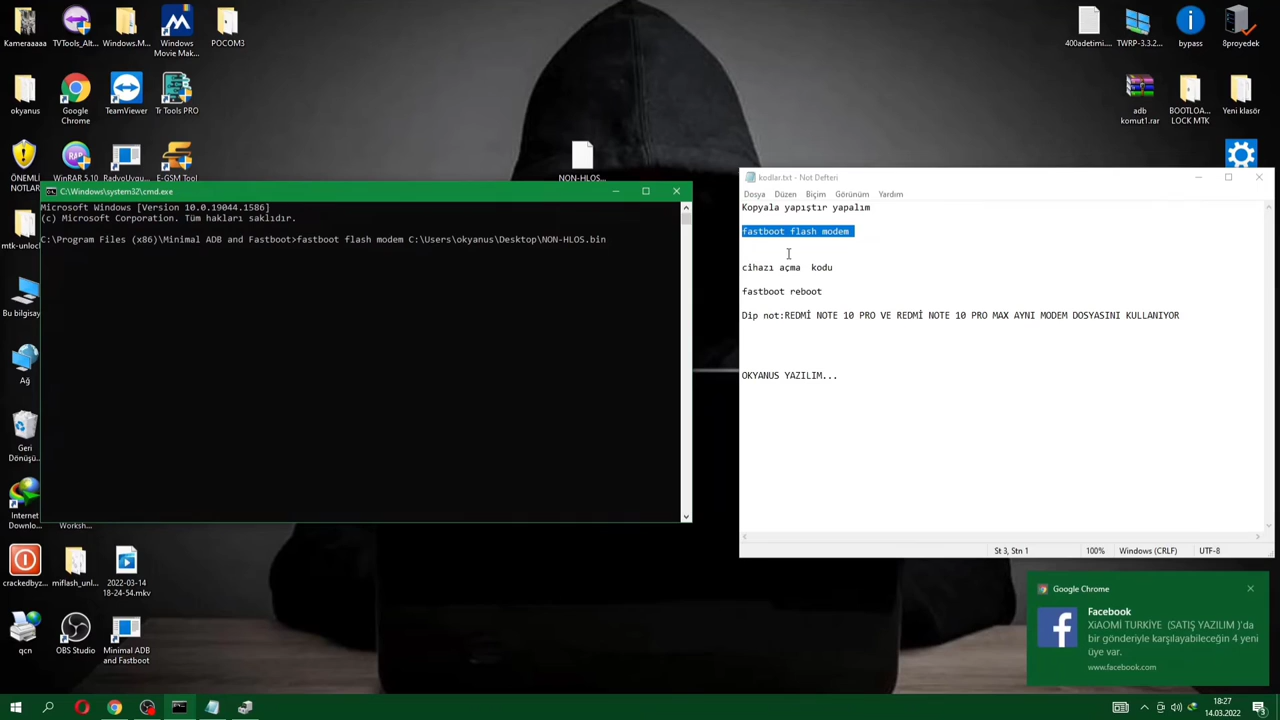 Kameraaaa
TVTools_Alt...
Windows.M...
Windows
Movie Mak...
POCOM3
okyanus
Google
Chrome
TeamViewer
Tr Tools PRO
ÖNEMLİ
NOTLAR
WinRAR 5.10
RadyoUygu...
E-GSM Tool
mtk-unlock
Bu bilgisay
Ağ
Geri
Dönüşü...
Internet
Downlo...
Worksh...
crackedbyz...
miflash_unl...
2022-03-14
18-24-54.mkv
qcn
OBS Studio
Minimal ADB
and Fastboot
NON-HLOS...
400adetimi...
TWRP-3.3.2...
bypass
8proyedek
adb
komut1.rar
BOOTLOA...
LOCK MTK
Yeni klasör
C:\Windows\system32\cmd.exe
Microsoft Windows [Version 10.0.19044.1586]
(c) Microsoft Corporation. Tüm hakları saklıdır.
C:\Program Files (x86)\Minimal ADB and Fastboot>fastboot flash modem C:\Users\okyanus\Desktop\NON-HLOS.bin
kodlar.txt - Not Defteri
Dosya Düzen Biçim Görünüm Yardım
Kopyala yapıştır yapalım
fastboot flash modem
cihazı açma kodu
fastboot reboot
Dip not:REDMİ NOTE 10 PRO VE REDMİ NOTE 10 PRO MAX AYNI MODEM DOSYASINI KULLANIYOR
OKYANUS YAZILIM...
St 3, Stn 1 100% Windows (CRLF) UTF-8
Google Chrome
Facebook
XiAOMİ TURKİYE (SATIŞ YAZILIM )'da
bir gönderiyle karşılayabileceğin 4 yeni
üye var.
www.facebook.com
18:27
14.03.2022
3